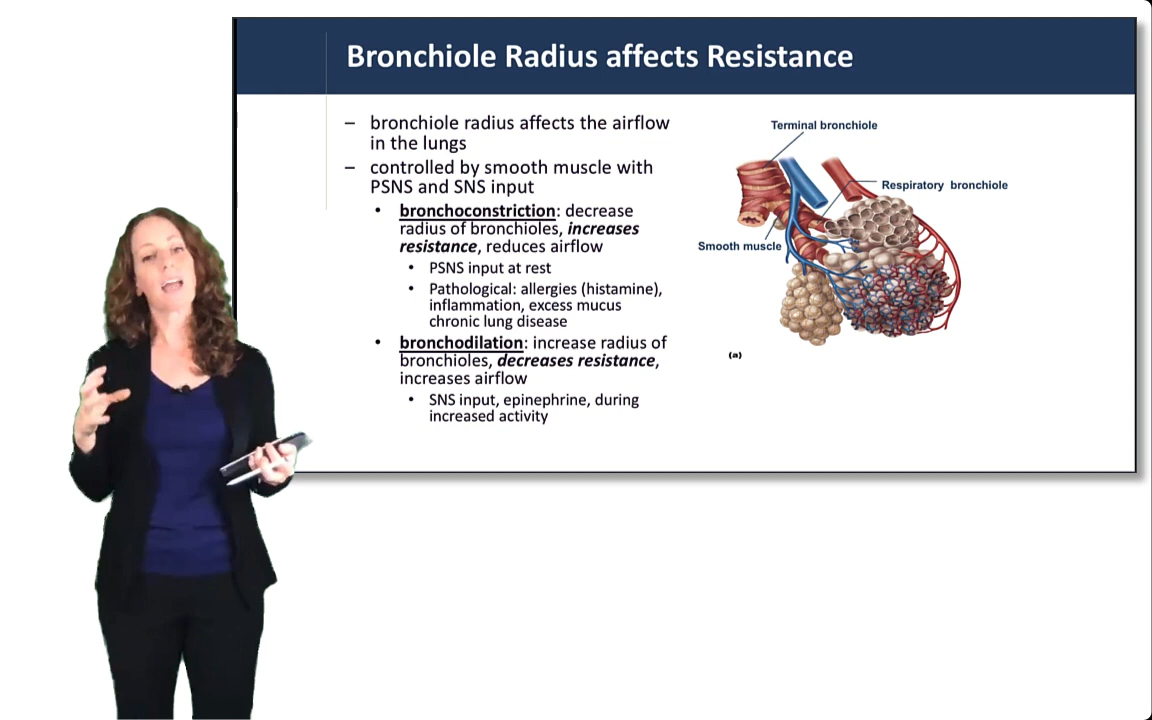 Bronchiole Radius affects Resistance
– bronchiole radius affects the airflow
in the lungs
– controlled by smooth muscle with
PSNS and SNS input
• bronchoconstriction: decrease
radius of bronchioles, increases
resistance, reduces airflow
• PSNS input at rest
• Pathological: allergies (histamine),
inflammation, excess mucus
chronic lung disease
• bronchodilation: increase radius of
bronchioles, decreases resistance,
increases airflow
• SNS input, epinephrine, during
increased activity
Terminal bronchiole
Respiratory bronchiole
Smooth muscle
(a)